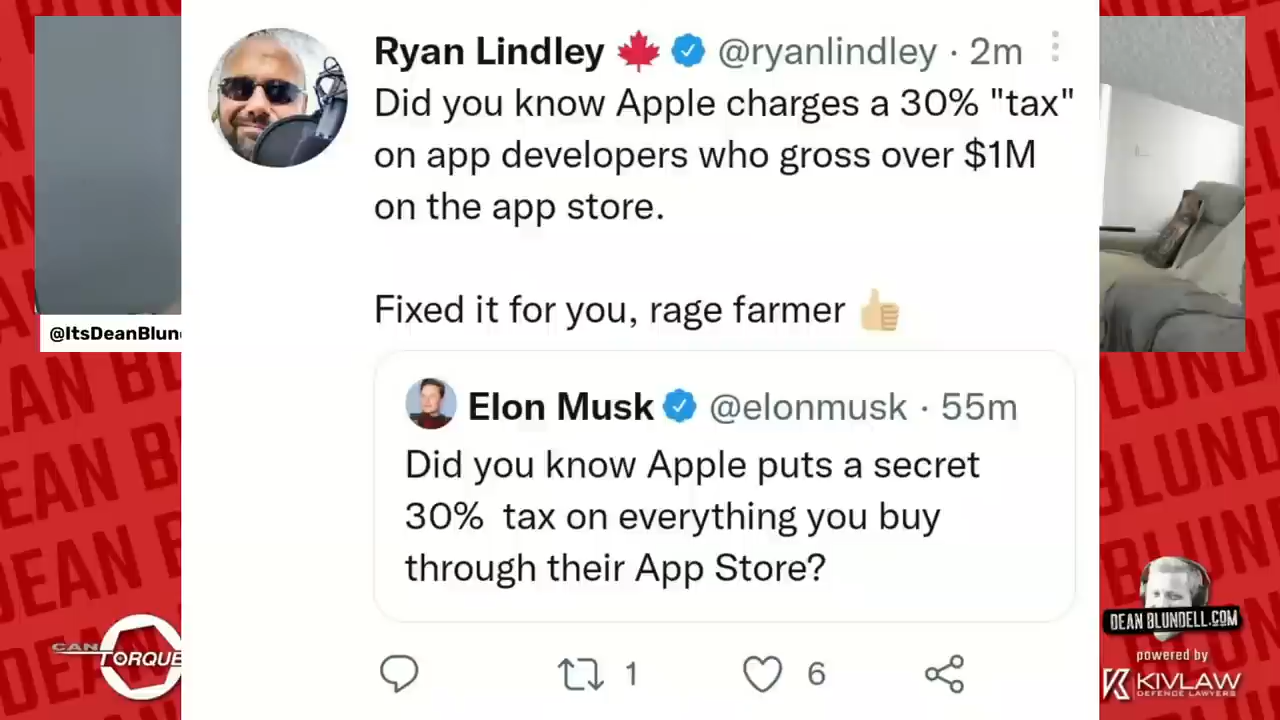 Ryan Lindley 🍁 @ryanlindley · 2m
Did you know Apple charges a 30% "tax"
on app developers who gross over $1M
on the app store.
Fixed it for you, rage farmer 👍🏼
Elon Musk @elonmusk · 55m
Did you know Apple puts a secret
30%  tax on everything you buy
through their App Store?
1
6
@ItsDeanBlun
CAN
TORQUE
DEAN BLUNDELL.COM
powered by
KIVLAW
DEFENCE LAWYERS